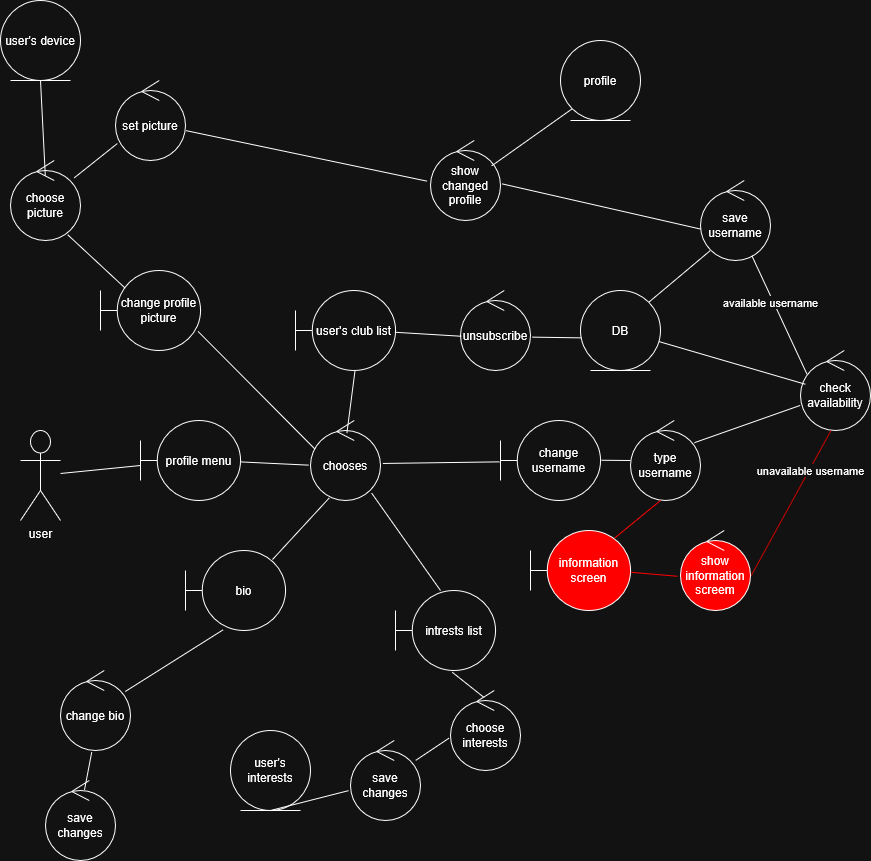 user's device
profile
set picture
show
changed
profile
choose
picture
save
username
change profile
picture
available username
user's club list
unsubscribe
DB
check
availability
profile menu
chooses
change
username
type
username
unavailable username
user
information
screen
show
information
screem
bio
intrests list
change bio
choose
interests
user's
interests
save
changes
save
changes